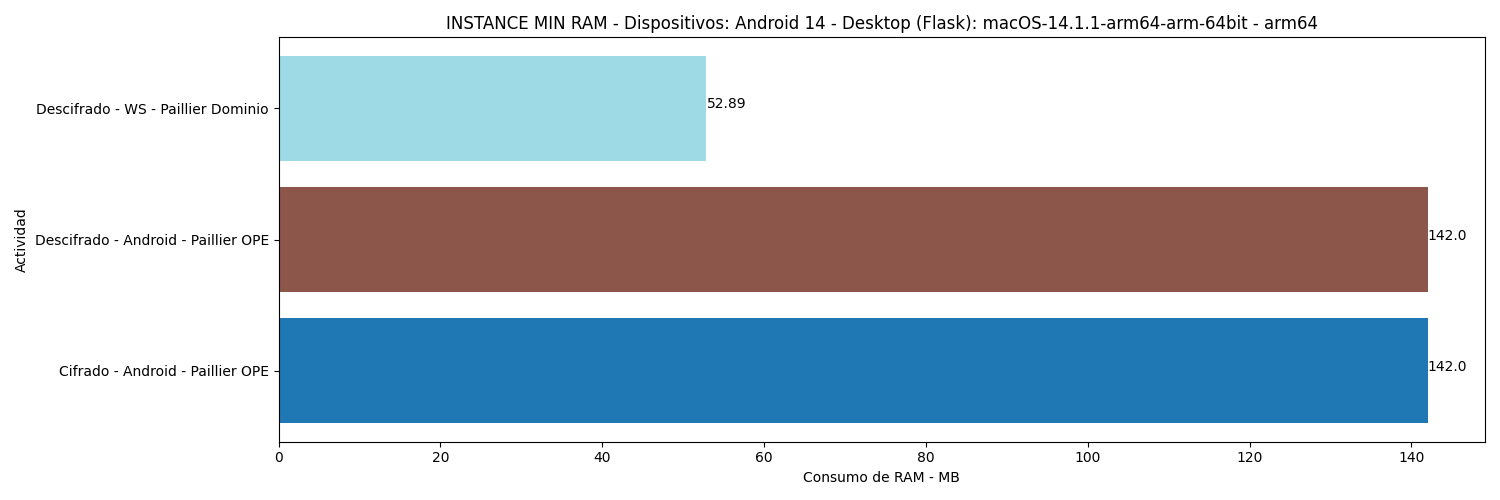 INSTANCE MIN RAM - Dispositivos: Android 14 - Desktop (Flask): macOS-14.1.1-arm64-arm-64bit - arm64
Actividad
Descifrado - WS - Paillier Dominio
52.89
Descifrado - Android - Paillier OPE
142.0
Cifrado - Android - Paillier OPE
142.0
0 20 40 60 80 100 120 140
Consumo de RAM - MB